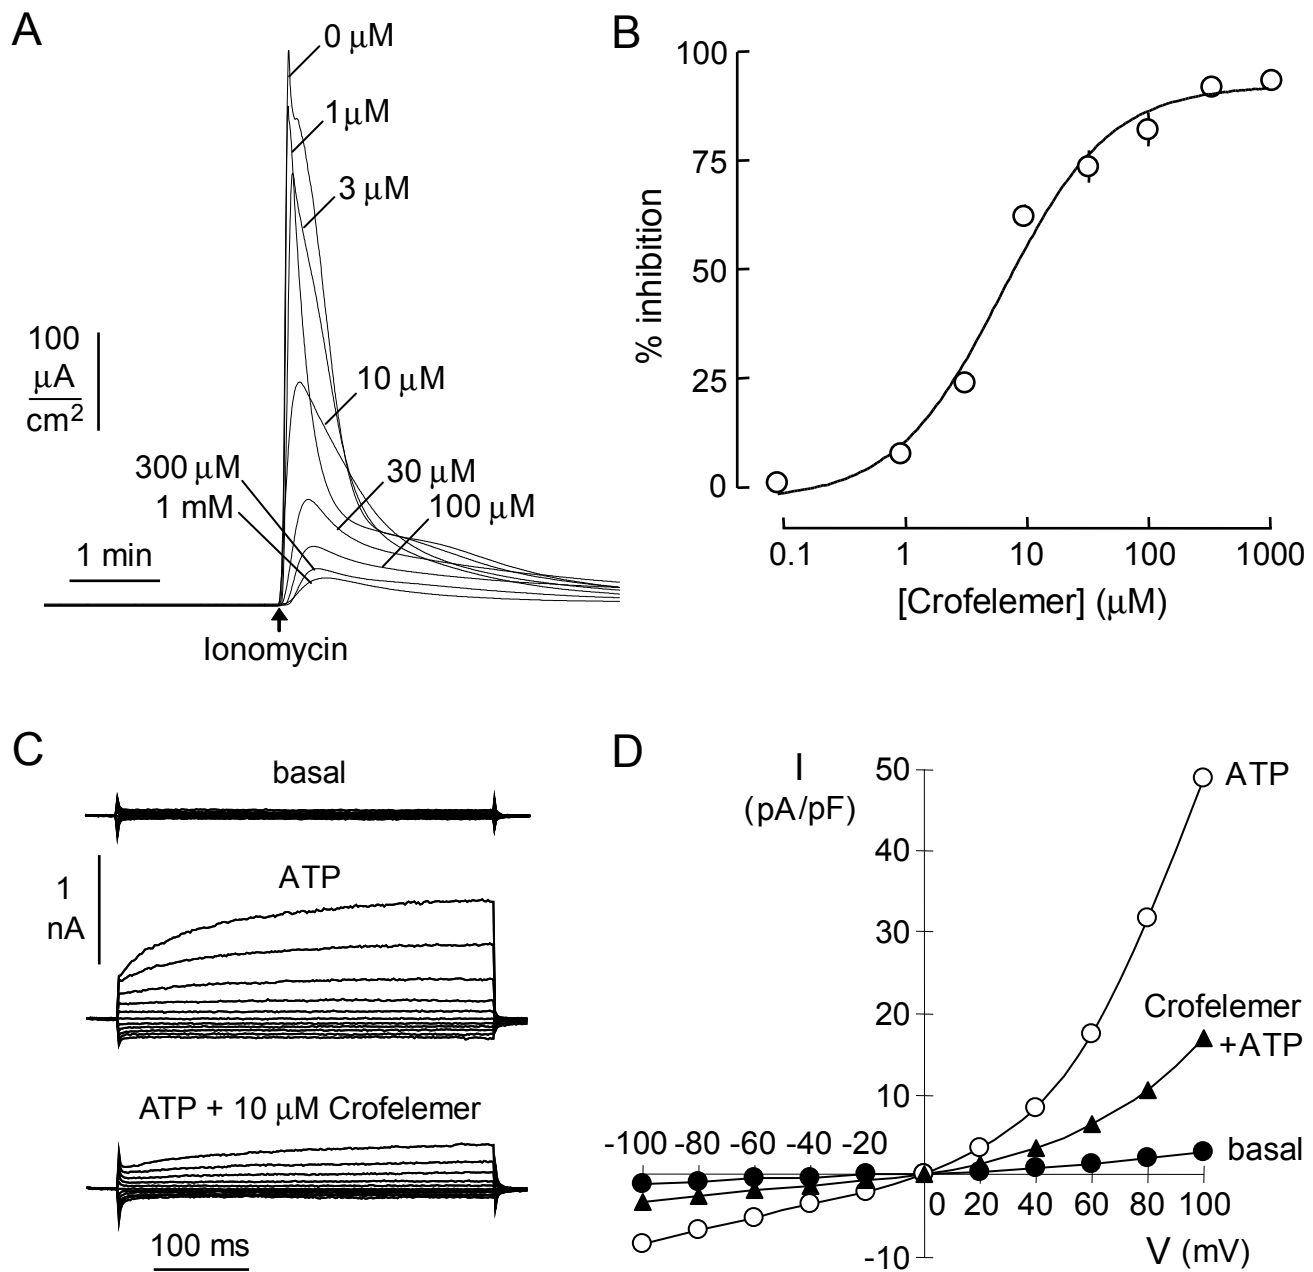 A
0 μM
1 μM
3 μM
100
μA
cm2
10 μM
300 μM
30 μM
1 mM
100 μM
1 min
Ionomycin
B
100
75
50
25
0
% inhibition
0.1 1 10 100 1000
[Crofelemer] (μM)
C
basal
1
nA
ATP
ATP + 10 μM Crofelemer
100 ms
D
I
(pA/pF)
50
40
30
20
10
-10
ATP
Crofelemer
+ATP
basal
-100 -80 -60 -40 -20
0 20 40 60 80 100
V (mV)